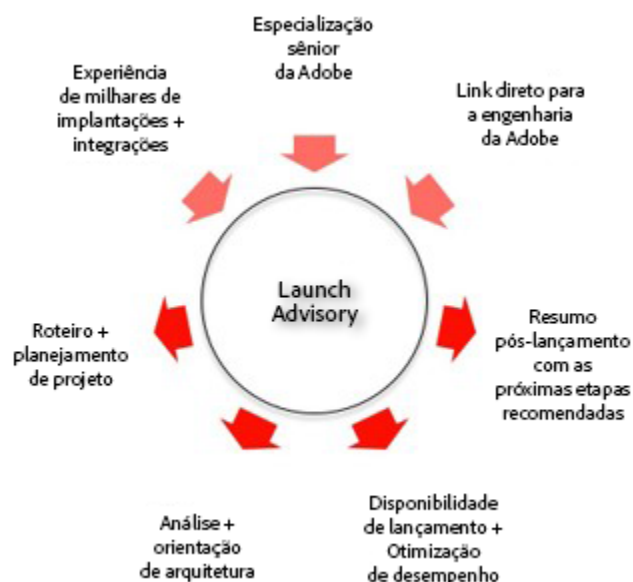 Especialização
sênior
da Adobe
Experiência
de milhares de
implantações +
integrações
Link direto para
a engenharia
da Adobe
Launch
Advisory
Roteiro +
planejamento
de projeto
Resumo
pós-lançamento
com as
próximas etapas
recomendadas
Análise +
orientação
de arquitetura
Disponibilidade
de lançamento +
Otimização
de desempenho